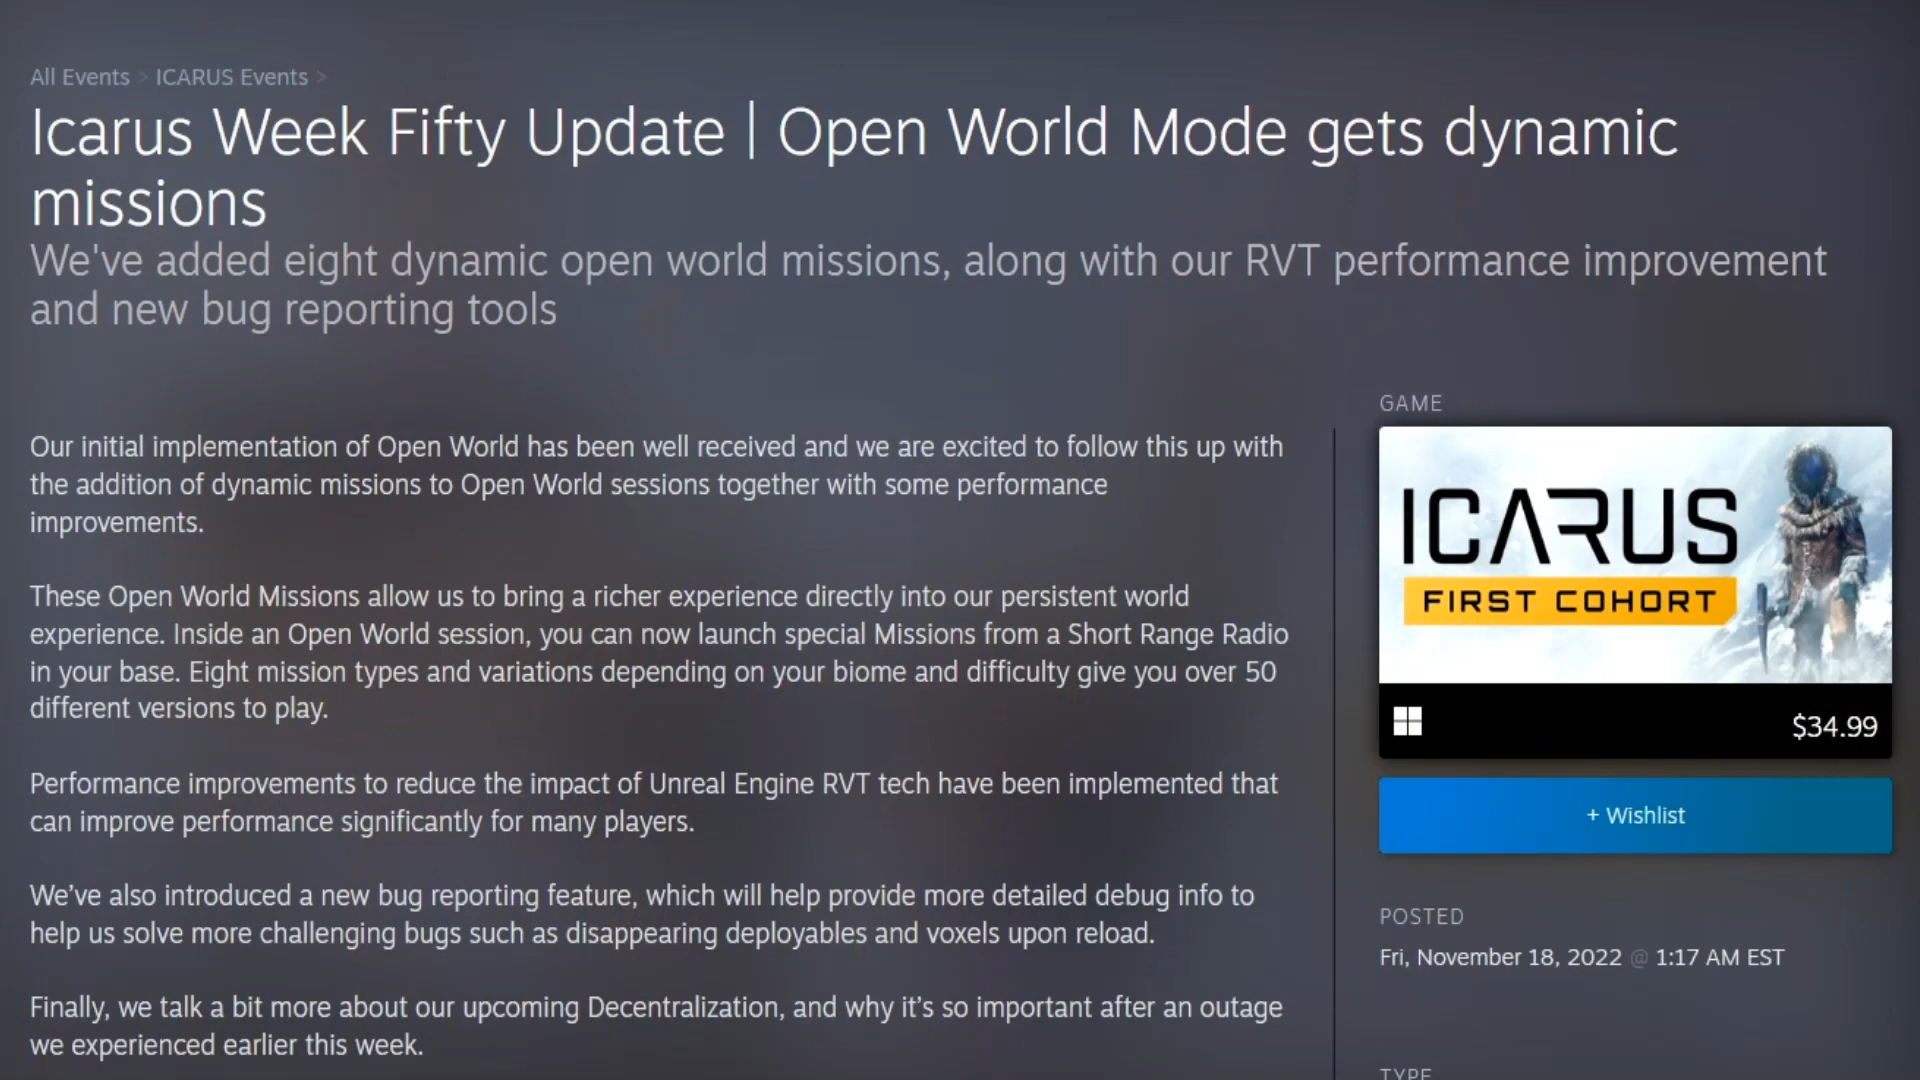 All Events > ICARUS Events >
Icarus Week Fifty Update | Open World Mode gets dynamic
missions
We've added eight dynamic open world missions, along with our RVT performance improvement
and new bug reporting tools
Our initial implementation of Open World has been well received and we are excited to follow this up with
the addition of dynamic missions to Open World sessions together with some performance
improvements.
These Open World Missions allow us to bring a richer experience directly into our persistent world
experience. Inside an Open World session, you can now launch special Missions from a Short Range Radio
in your base. Eight mission types and variations depending on your biome and difficulty give you over 50
different versions to play.
Performance improvements to reduce the impact of Unreal Engine RVT tech have been implemented that
can improve performance significantly for many players.
We’ve also introduced a new bug reporting feature, which will help provide more detailed debug info to
help us solve more challenging bugs such as disappearing deployables and voxels upon reload.
Finally, we talk a bit more about our upcoming Decentralization, and why it’s so important after an outage
we experienced earlier this week.
GAME
ICARUS
FIRST COHORT
$34.99
+ Wishlist
POSTED
Fri, November 18, 2022 @ 1:17 AM EST
TYPE